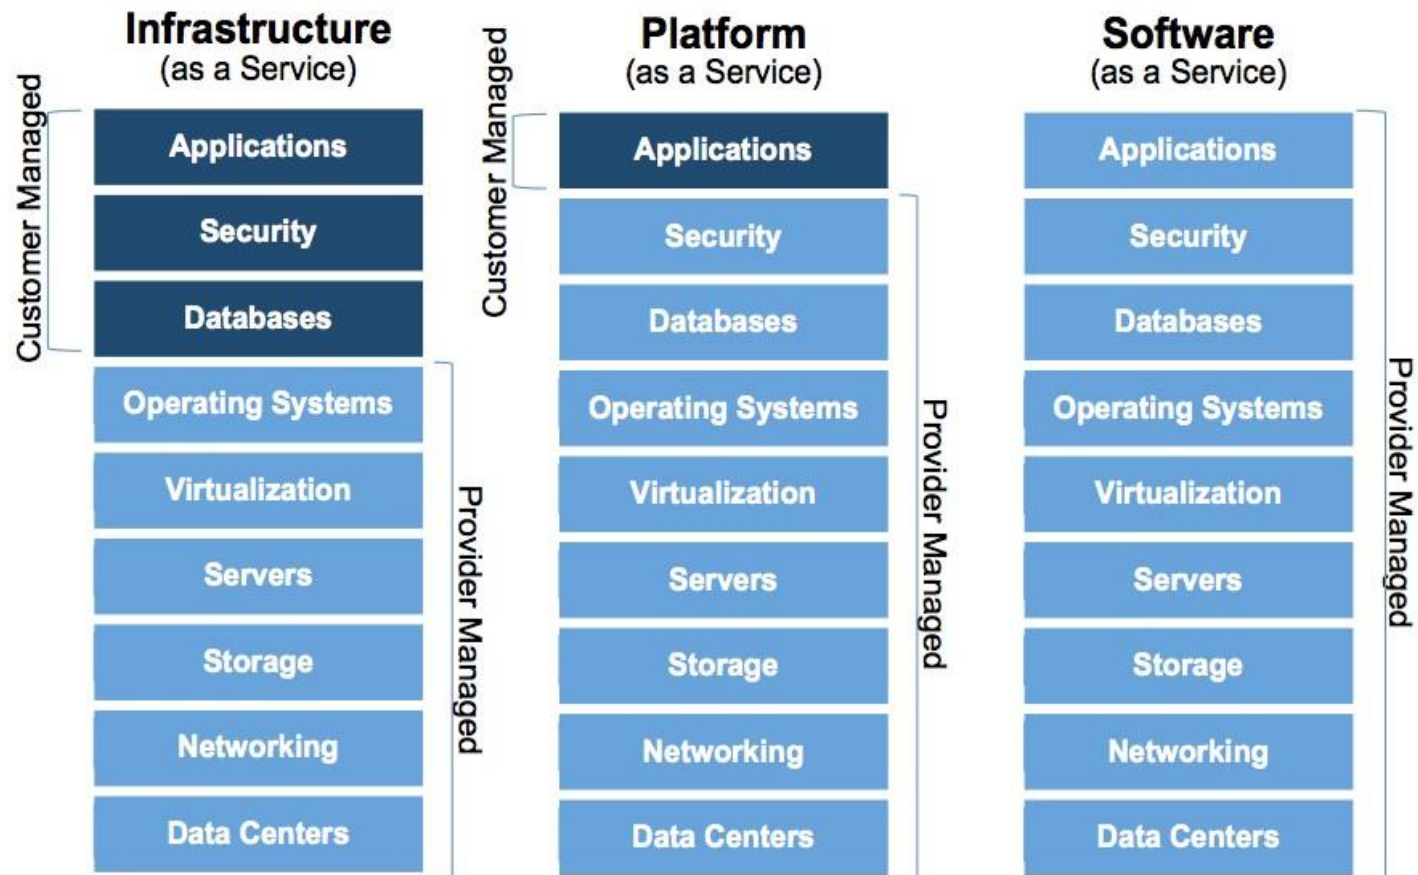 Infrastructure
(as a Service)
Customer Managed
Applications
Security
Databases
Operating Systems
Virtualization
Servers
Storage
Networking
Data Centers
Provider Managed
Platform
(as a Service)
Customer Managed
Applications
Security
Databases
Operating Systems
Virtualization
Servers
Storage
Networking
Data Centers
Provider Managed
Software
(as a Service)
Applications
Security
Databases
Operating Systems
Virtualization
Servers
Storage
Networking
Data Centers
Provider Managed